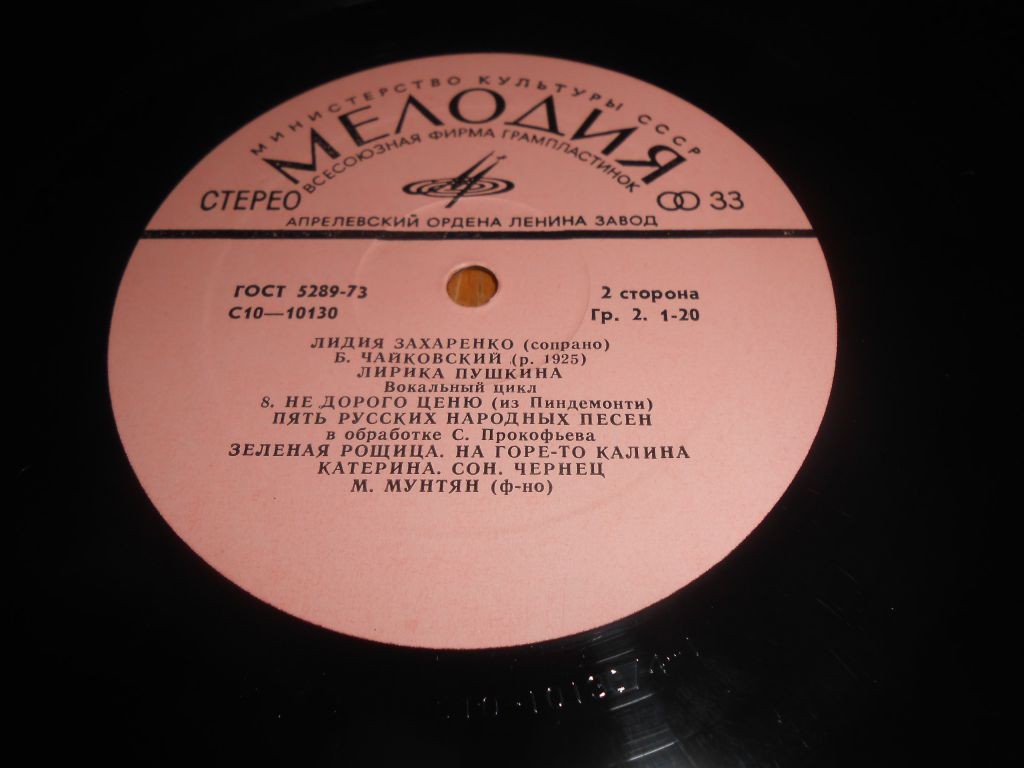 МИНИСТЕРСТВО КУЛЬТУРЫ СССР
МЕЛОДИЯ
ВСЕСОЮЗНАЯ ФИРМА ГРАМПЛАСТИНОК
СТЕРЕО 33
АПРЕЛЕВСКИЙ ОРДЕНА ЛЕНИНА ЗАВОД
ГОСТ 5289-73 2 сторона
С10—10130 Гр. 2. 1-20
ЛИДИЯ ЗАХАРЕНКО (сопрано)
Б. ЧАЙКОВСКИЙ (р. 1925)
ЛИРИКА ПУШКИНА
Вокальный цикл
8. НЕ ДОРОГО ЦЕНЮ (из Пиндемонти)
ПЯТЬ РУССКИХ НАРОДНЫХ ПЕСЕН
в обработке С. Прокофьева
ЗЕЛЕНАЯ РОЩИЦА. НА ГОРЕ-ТО КАЛИНА
КАТЕРИНА. СОН. ЧЕРНЕЦ
М. МУНТЯН (ф-но)